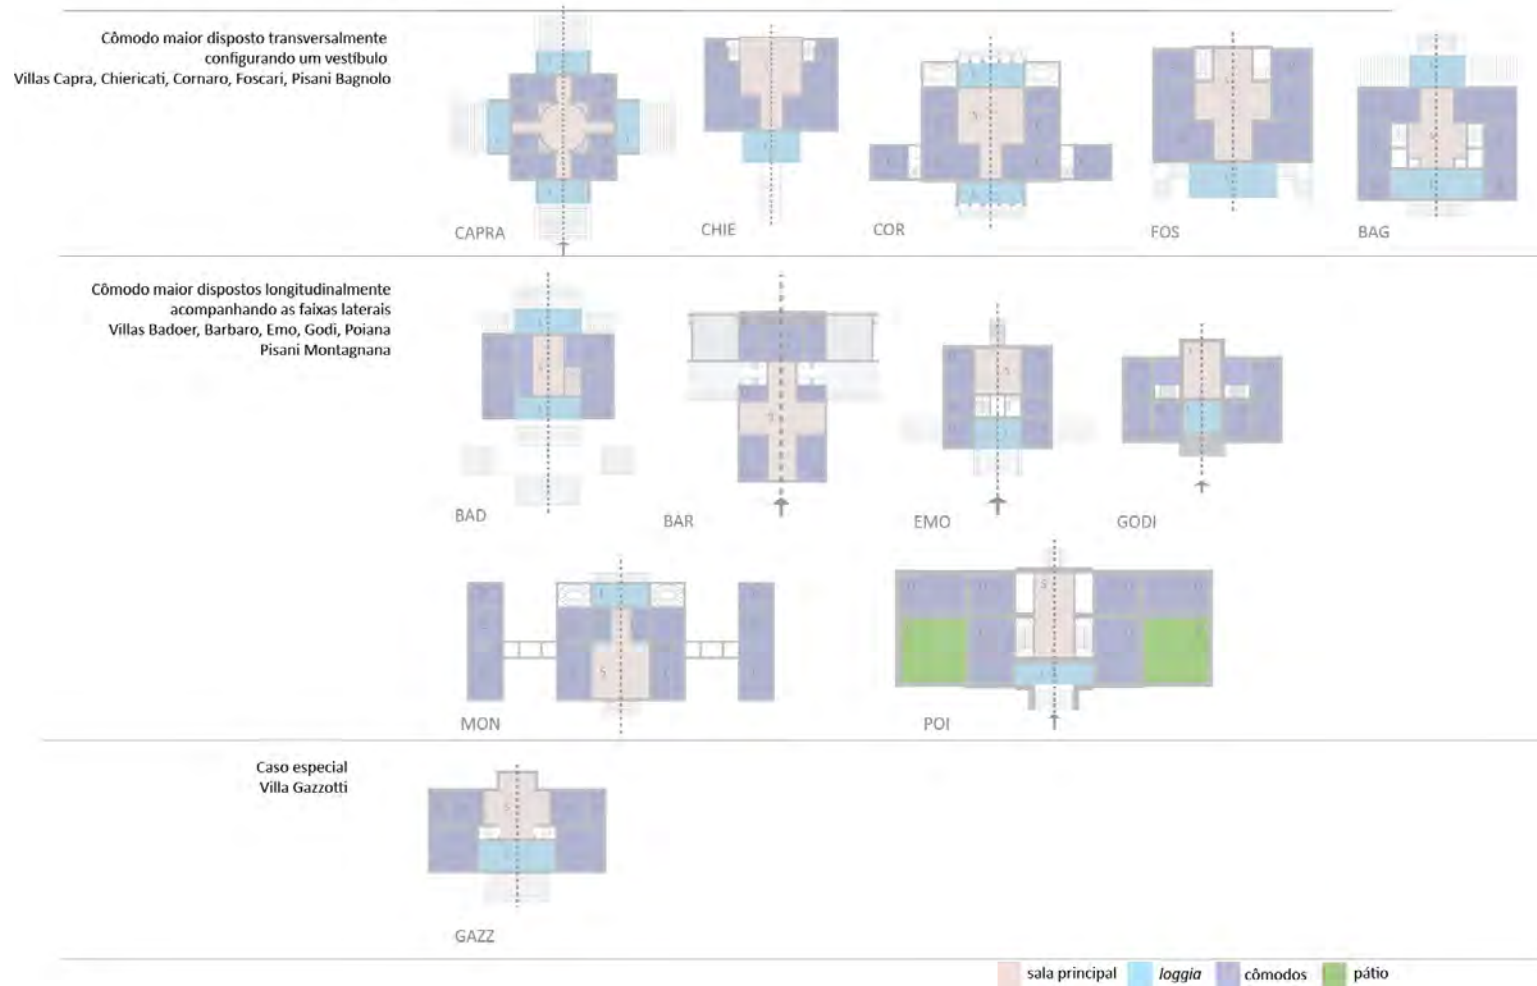 Cômodo maior disposto transversalmente
configurando um vestíbulo
Villas Capra, Chiericati, Cornaro, Foscari, Pisani Bagnolo
CAPRA
CHIE
COR
FOS
BAG
Cômodo maior dispostos longitudinalmente
acompanhando as faixas laterais
Villas Badoer, Barbaro, Emo, Godi, Poiana
Pisani Montagnana
BAD
BAR
EMO
GODI
MON
POI
Caso especial
Villa Gazzotti
GAZZ
sala principal loggia cômodos pátio